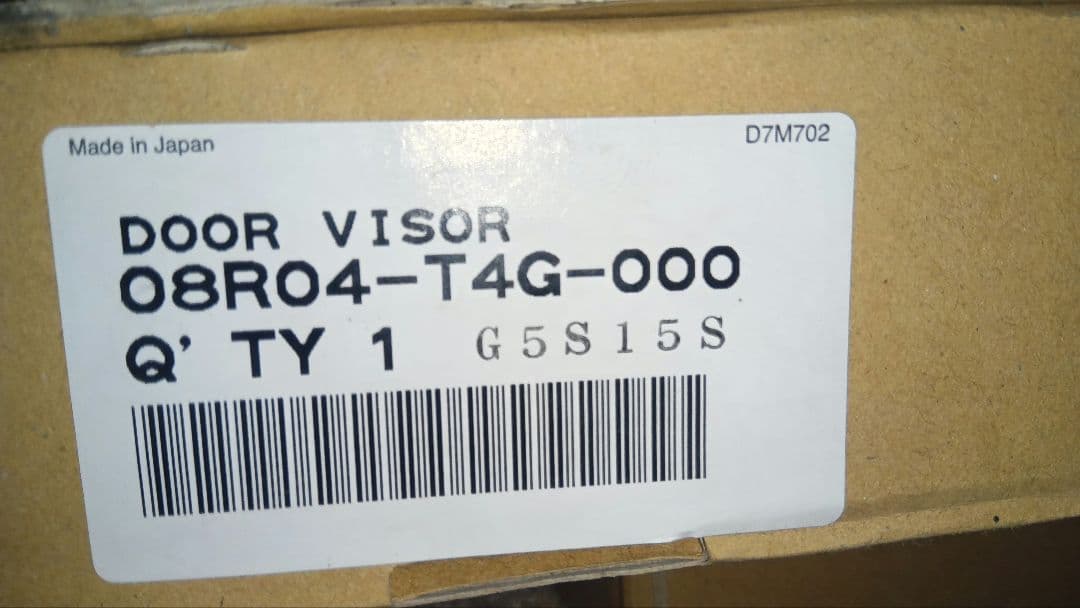 Made in Japan
D7M702
DOOR VISOR
08R04-T4G-000
Q' TY 1 G5S15S